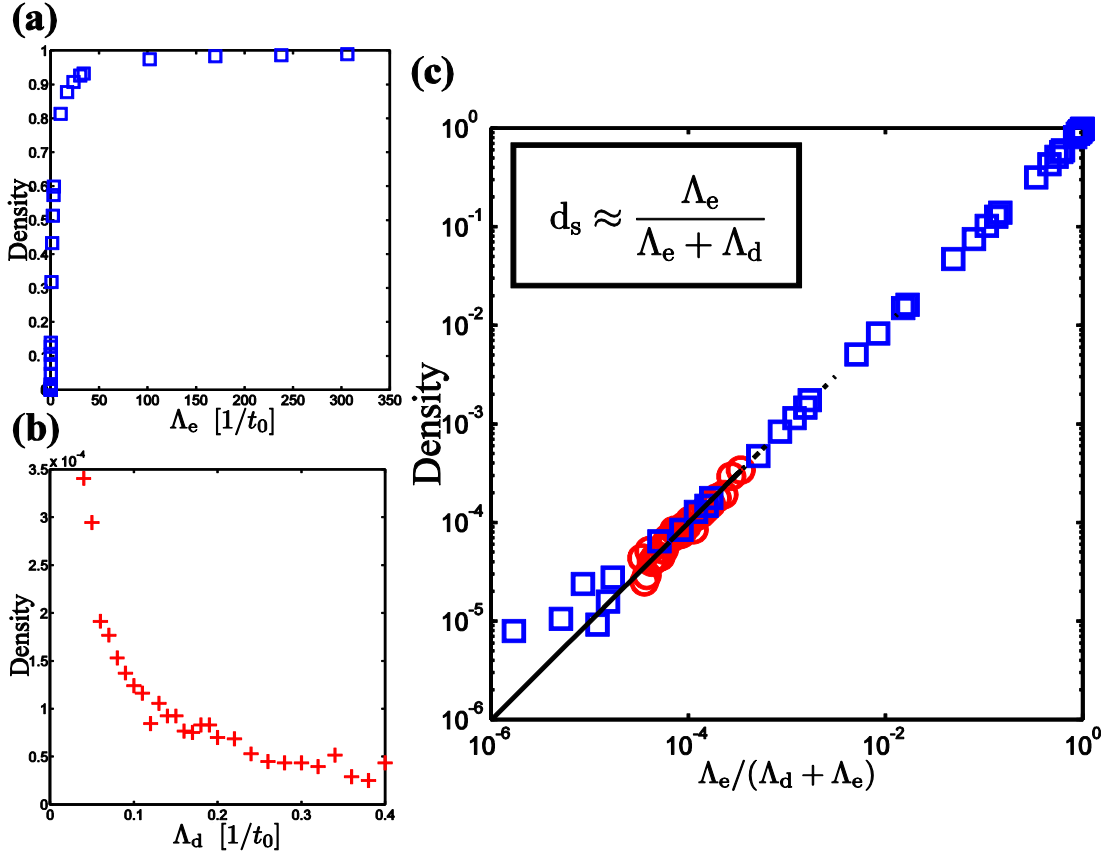 (a)
1
0.9
0.8
0.7
0.6
0.5
0.4
0.3
0.2
0.1
0
Density
0 50 100 150 200 250 300 350
Λe [1/t0]
(b)
3.5 x 10^-4
3
2.5
2
1.5
1
0.5
0
Density
0 0.1 0.2 0.3 0.4
Λd [1/t0]
(c)
10^0
10^-1
10^-2
10^-3
10^-4
10^-5
10^-6
Density
ds ≈ Λe / (Λe + Λd)
10^-6 10^-4 10^-2 10^0
Λe/(Λd + Λe)